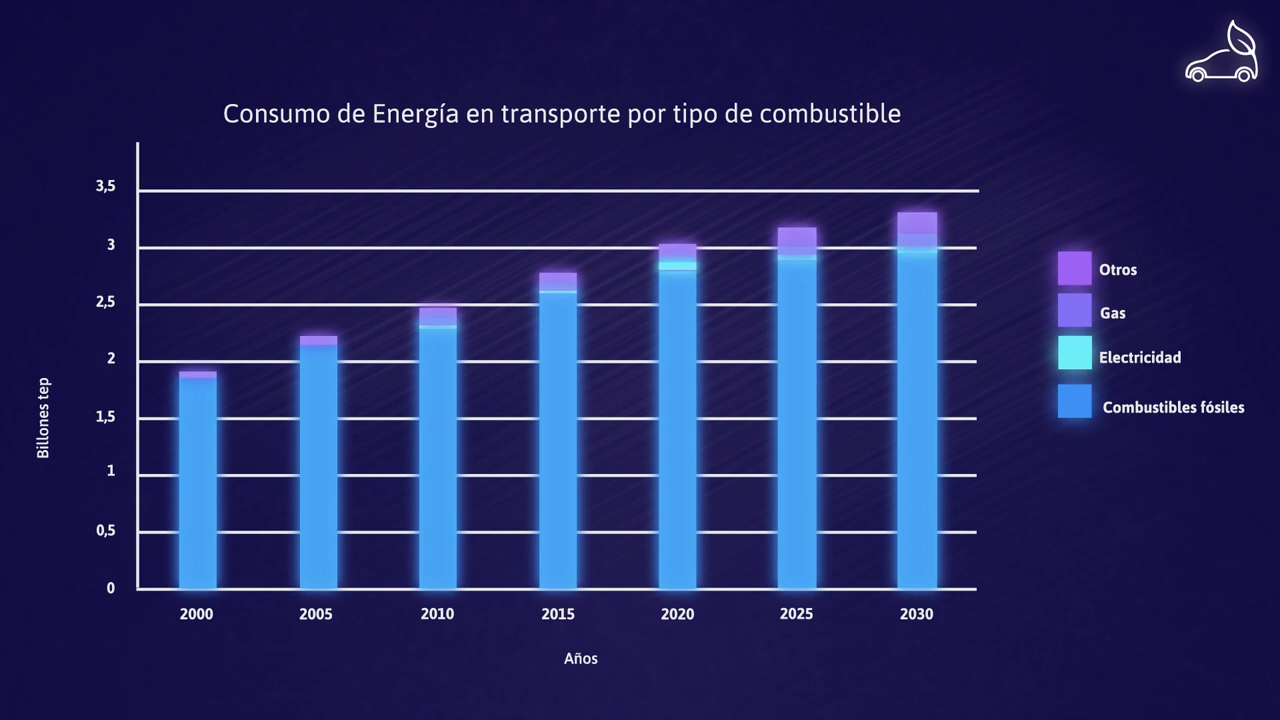 Consumo de Energía en transporte por tipo de combustible
Billones tep
3,5
3
2,5
2
1,5
1
0,5
0
2000 2005 2010 2015 2020 2025 2030
Años
Otros
Gas
Electricidad
Combustibles fósiles